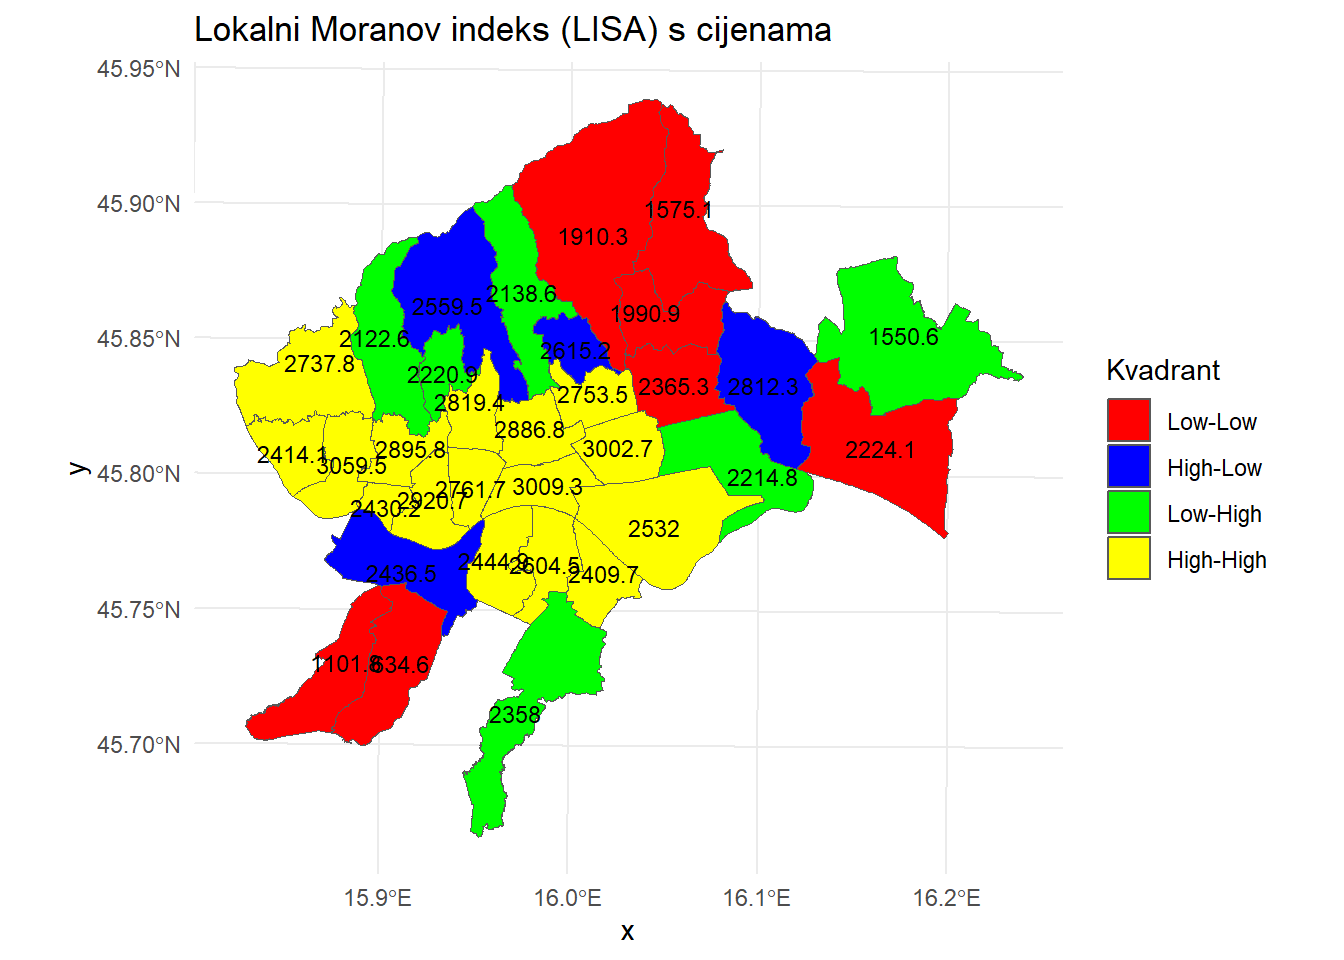 Lokalni Moranov indeks (LISA) s cijenama
45.95°N
45.90°N
45.85°N
45.80°N
45.75°N
45.70°N
y
1575.1
1910.3
2138.6
2559.5
1990.9
2122.6
1550.6
2615.2
2737.8
2220.9
2365.3
2812.3
2753.5
2819.4
2886.8
2895.8
3002.7
2224.1
2414.1
3059.5
2214.8
3009.3
2761.7
2920.7
2430.2
2532
2444.9
2604.5
2409.7
2436.5
1101.8
634.6
2358
15.9°E
16.0°E
16.1°E
16.2°E
x
Kvadrant
Low-Low
High-Low
Low-High
High-High